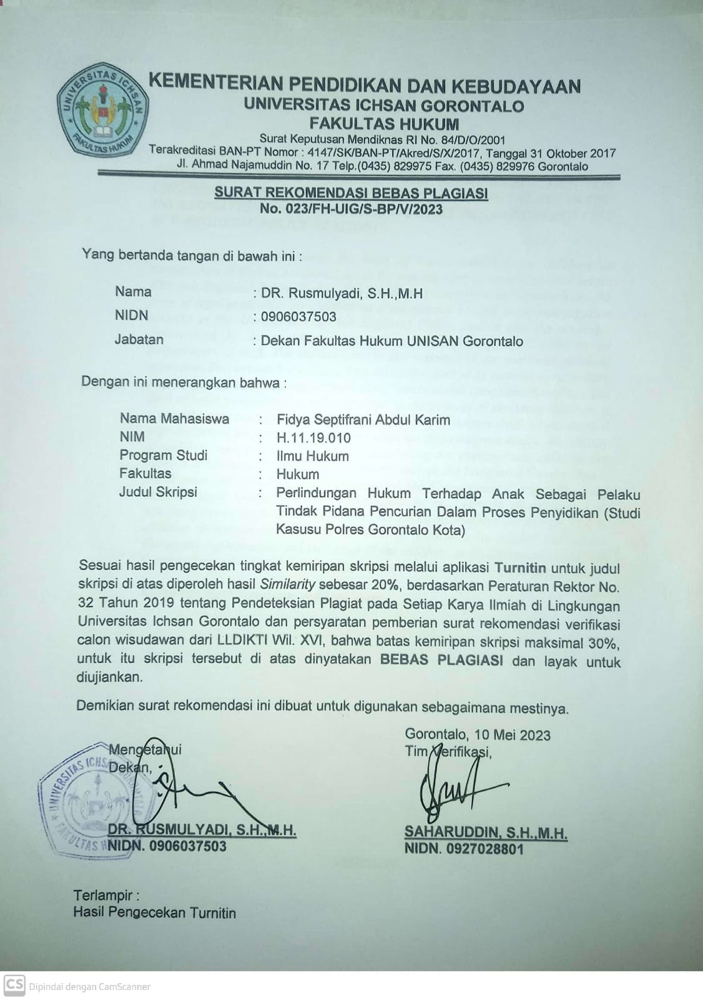 UNIVERSITAS ICHSAN
FAKULTAS HUKUM
KEMENTERIAN PENDIDIKAN DAN KEBUDAYAAN
UNIVERSITAS ICHSAN GORONTALO
FAKULTAS HUKUM
Surat Keputusan Mendiknas RI No. 84/D/O/2001
Terakreditasi BAN-PT Nomor : 4147/SK/BAN-PT/Akred/S/X/2017, Tanggal 31 Oktober 2017
Jl. Ahmad Najamuddin No. 17 Telp.(0435) 829975 Fax. (0435) 829976 Gorontalo
SURAT REKOMENDASI BEBAS PLAGIASI
No. 023/FH-UIG/S-BP/V/2023
Yang bertanda tangan di bawah ini :
Nama : DR. Rusmulyadi, S.H.,M.H
NIDN : 0906037503
Jabatan : Dekan Fakultas Hukum UNISAN Gorontalo
Dengan ini menerangkan bahwa :
Nama Mahasiswa : Fidya Septifrani Abdul Karim
NIM : H.11.19.010
Program Studi : Ilmu Hukum
Fakultas : Hukum
Judul Skripsi : Perlindungan Hukum Terhadap Anak Sebagai Pelaku
Tindak Pidana Pencurian Dalam Proses Penyidikan (Studi
Kasusu Polres Gorontalo Kota)
Sesuai hasil pengecekan tingkat kemiripan skripsi melalui aplikasi Turnitin untuk judul
skripsi di atas diperoleh hasil Similarity sebesar 20%, berdasarkan Peraturan Rektor No.
32 Tahun 2019 tentang Pendeteksian Plagiat pada Setiap Karya Ilmiah di Lingkungan
Universitas Ichsan Gorontalo dan persyaratan pemberian surat rekomendasi verifikasi
calon wisudawan dari LLDIKTI Wil. XVI, bahwa batas kemiripan skripsi maksimal 30%,
untuk itu skripsi tersebut di atas dinyatakan BEBAS PLAGIASI dan layak untuk
diujiankan.
Demikian surat rekomendasi ini dibuat untuk digunakan sebagaimana mestinya.
Gorontalo, 10 Mei 2023
Mengetahui
Dekan,
Tim Verifikasi,
UNIVERSITAS ICHSAN GORONTALO
FAKULTAS HUKUM
DR. RUSMULYADI, S.H.,M.H.
NIDN. 0906037503
SAHARUDDIN, S.H.,M.H.
NIDN. 0927028801
Terlampir :
Hasil Pengecekan Turnitin
CS Dipindai dengan CamScanner